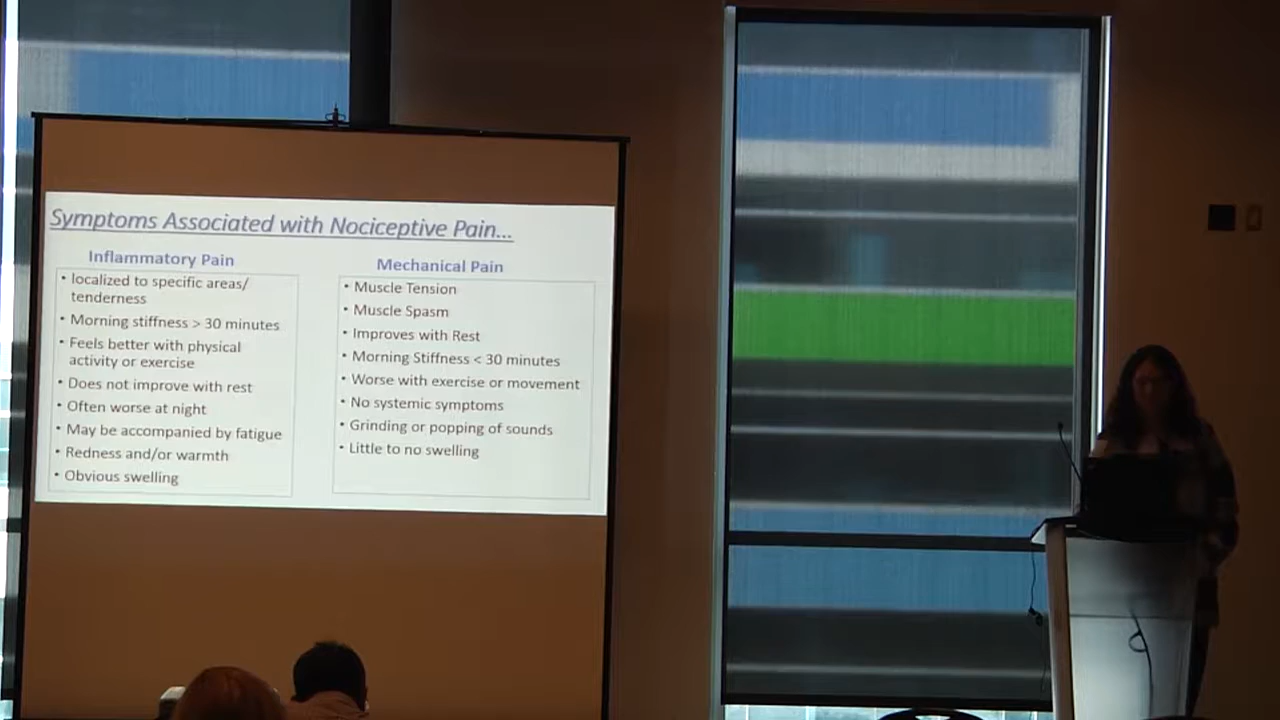 Symptoms Associated with Nociceptive Pain...
Inflammatory Pain
• localized to specific areas/
tenderness
• Morning stiffness > 30 minutes
• Feels better with physical
activity or exercise
• Does not improve with rest
• Often worse at night
• May be accompanied by fatigue
• Redness and/or warmth
• Obvious swelling
Mechanical Pain
• Muscle Tension
• Muscle Spasm
• Improves with Rest
• Morning Stiffness < 30 minutes
• Worse with exercise or movement
• No systemic symptoms
• Grinding or popping of sounds
• Little to no swelling